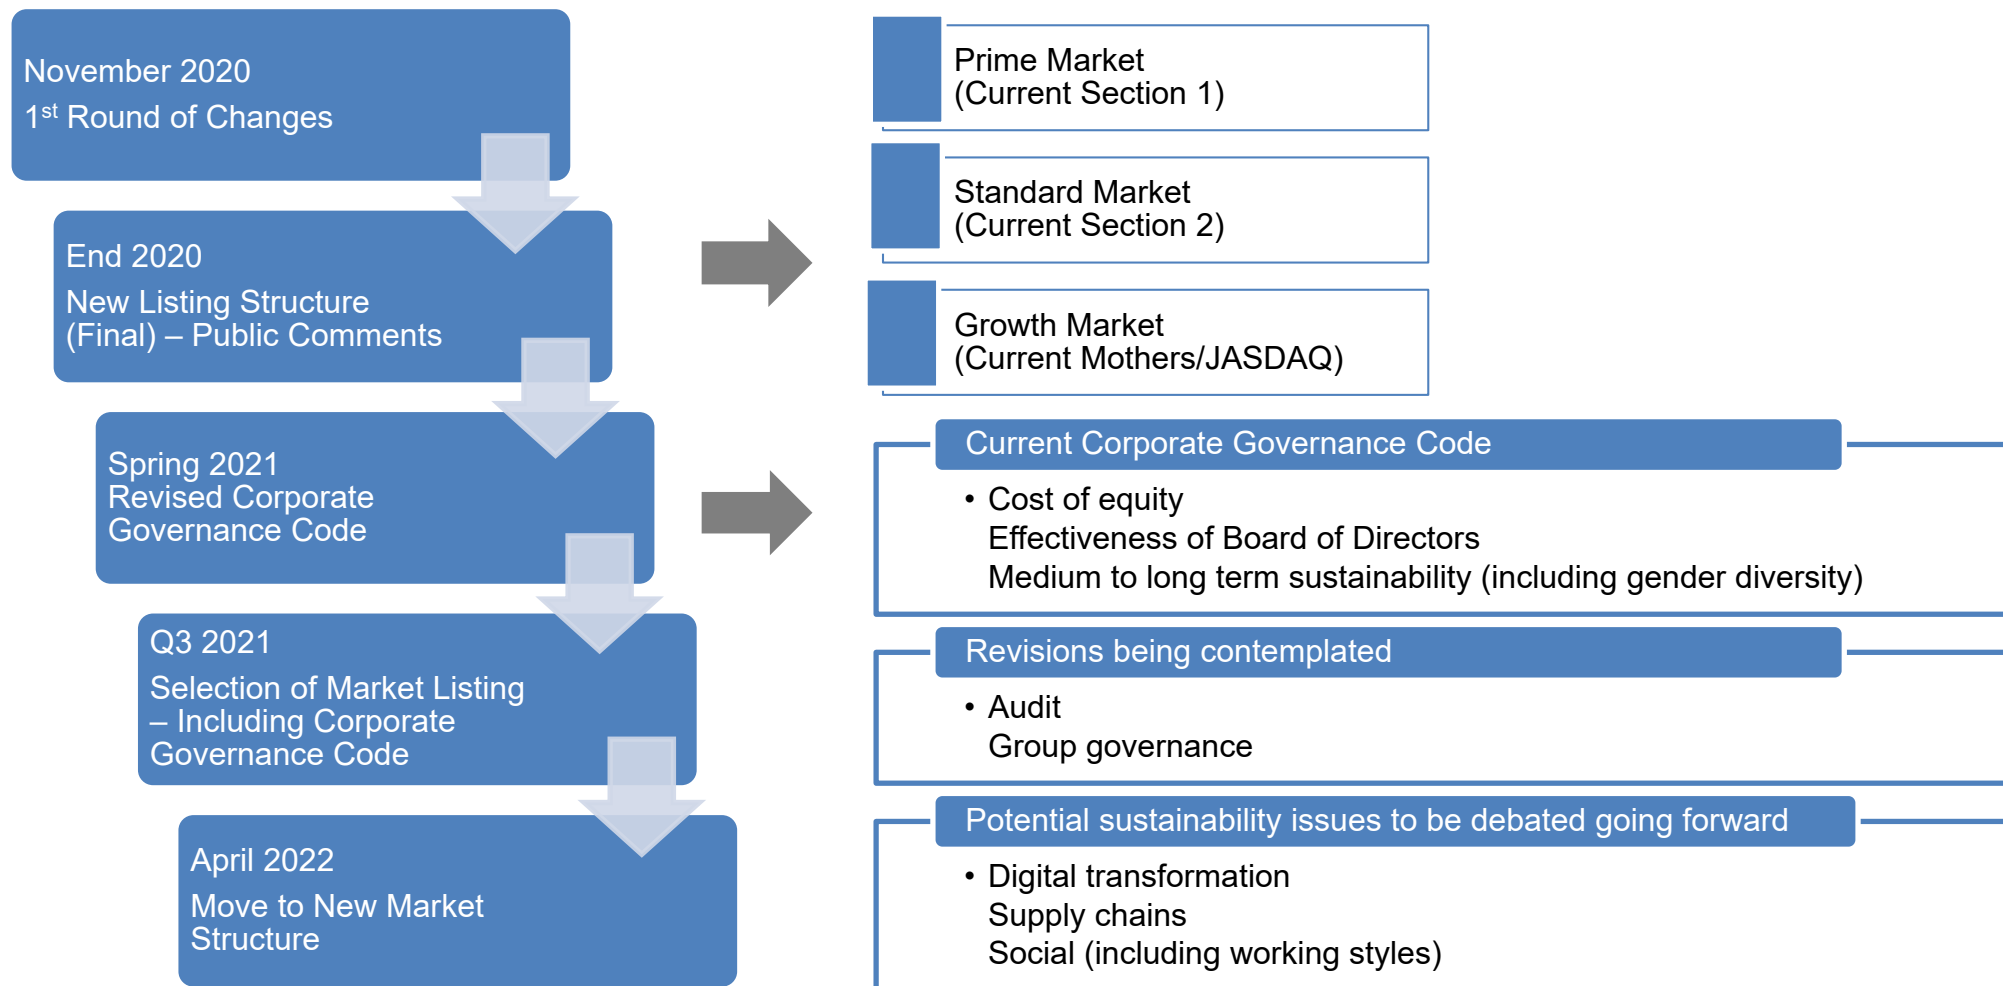 November 2020
1st Round of Changes
End 2020
New Listing Structure
(Final) – Public Comments
Spring 2021
Revised Corporate
Governance Code
Q3 2021
Selection of Market Listing
– Including Corporate
Governance Code
April 2022
Move to New Market
Structure
Prime Market
(Current Section 1)
Standard Market
(Current Section 2)
Growth Market
(Current Mothers/JASDAQ)
Current Corporate Governance Code
• Cost of equity
Effectiveness of Board of Directors
Medium to long term sustainability (including gender diversity)
Revisions being contemplated
• Audit
Group governance
Potential sustainability issues to be debated going forward
• Digital transformation
Supply chains
Social (including working styles)